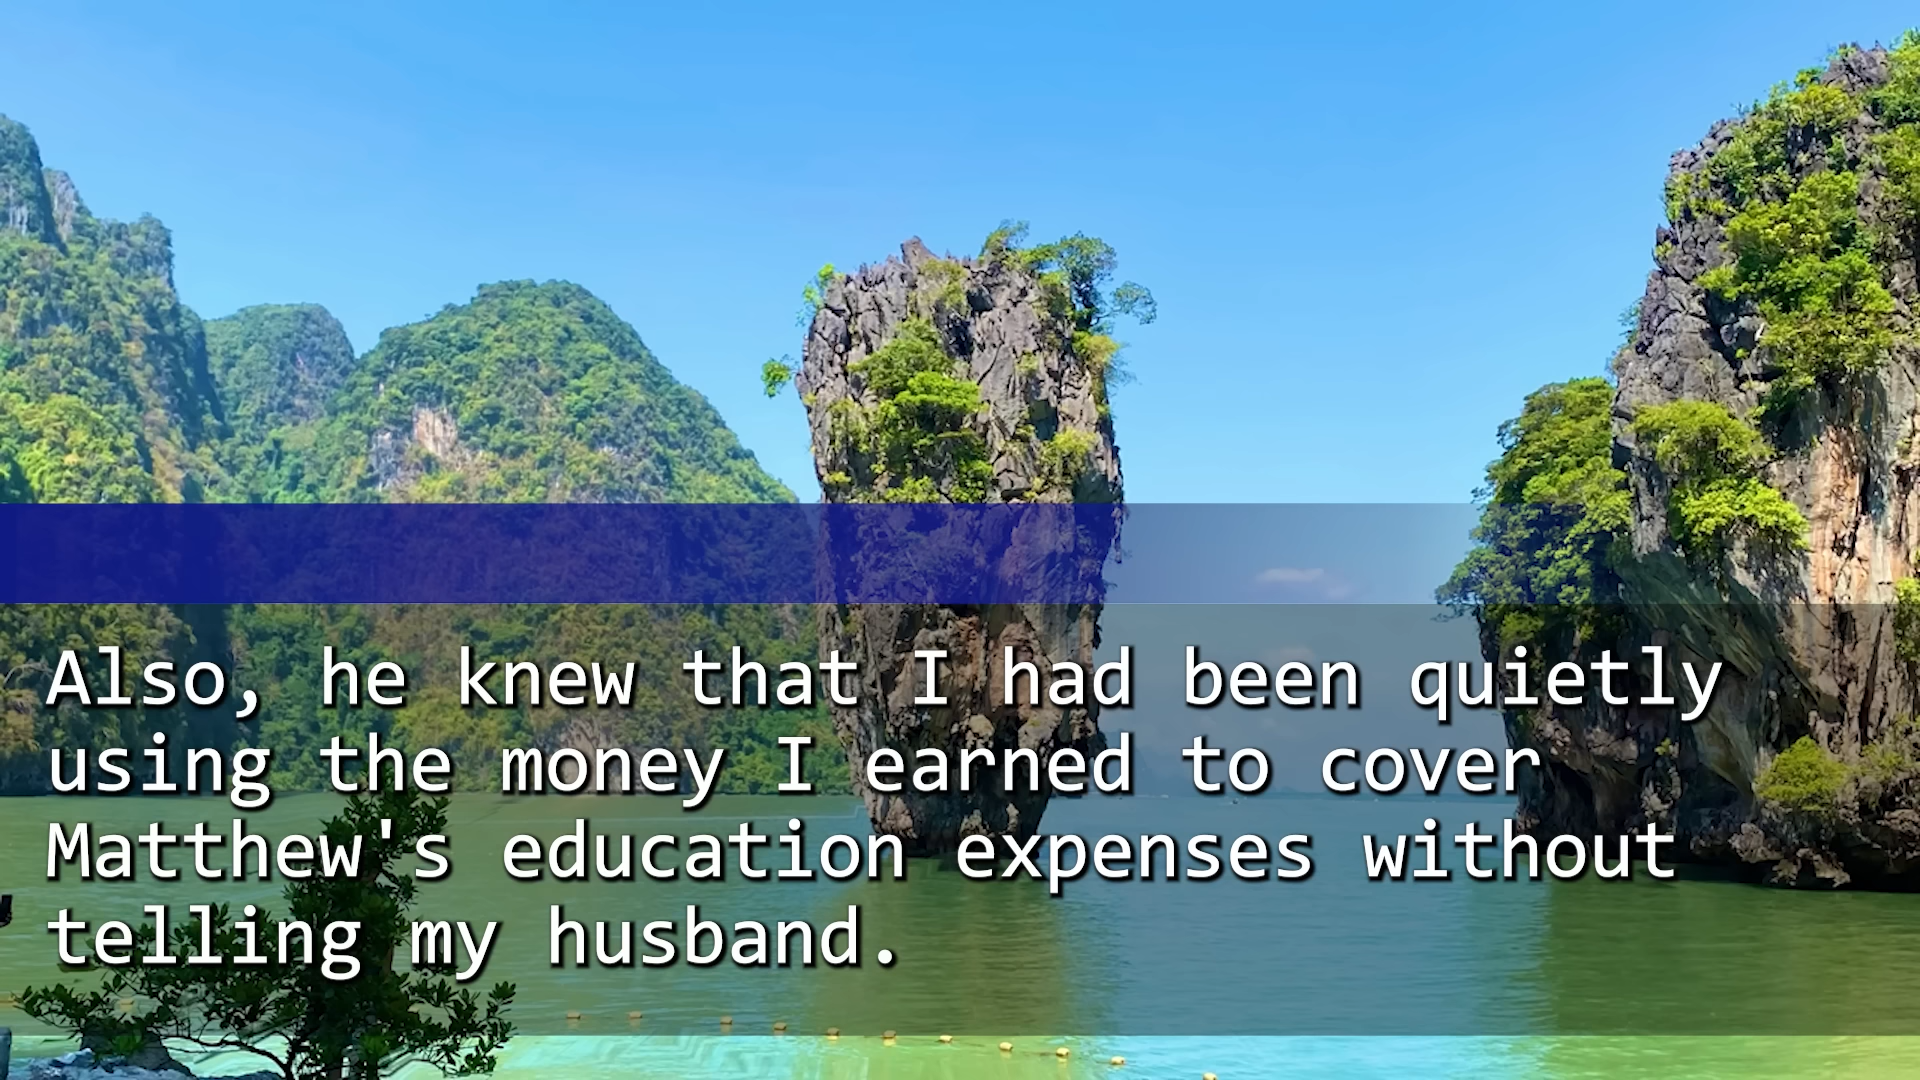 Also, he knew that I had been quietly
using the money I earned to cover
Matthew's education expenses without
telling my husband.